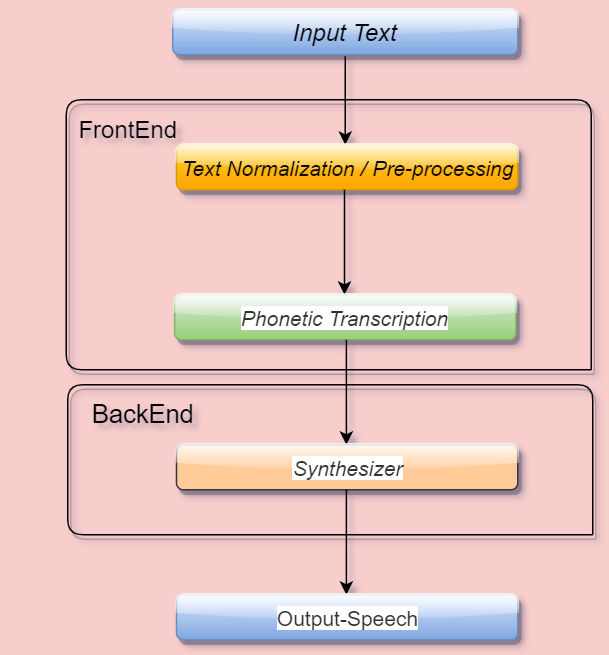 Input Text
FrontEnd
Text Normalization / Pre-processing
Phonetic Transcription
BackEnd
Synthesizer
Output-Speech